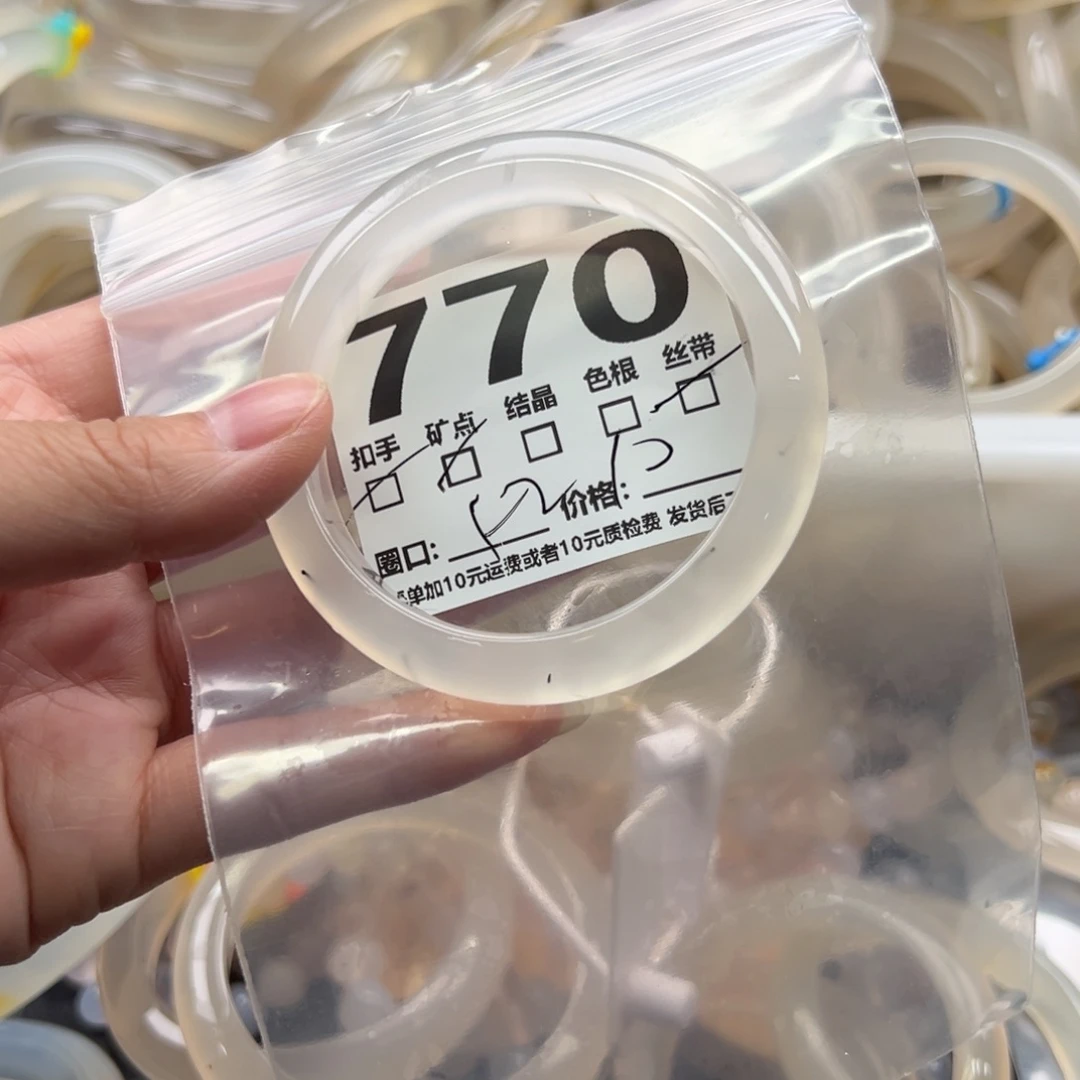 770
扣手 矿点 结晶 色根 丝带
圈口: 价格:
单加10元运费或者10元质检费 发货后